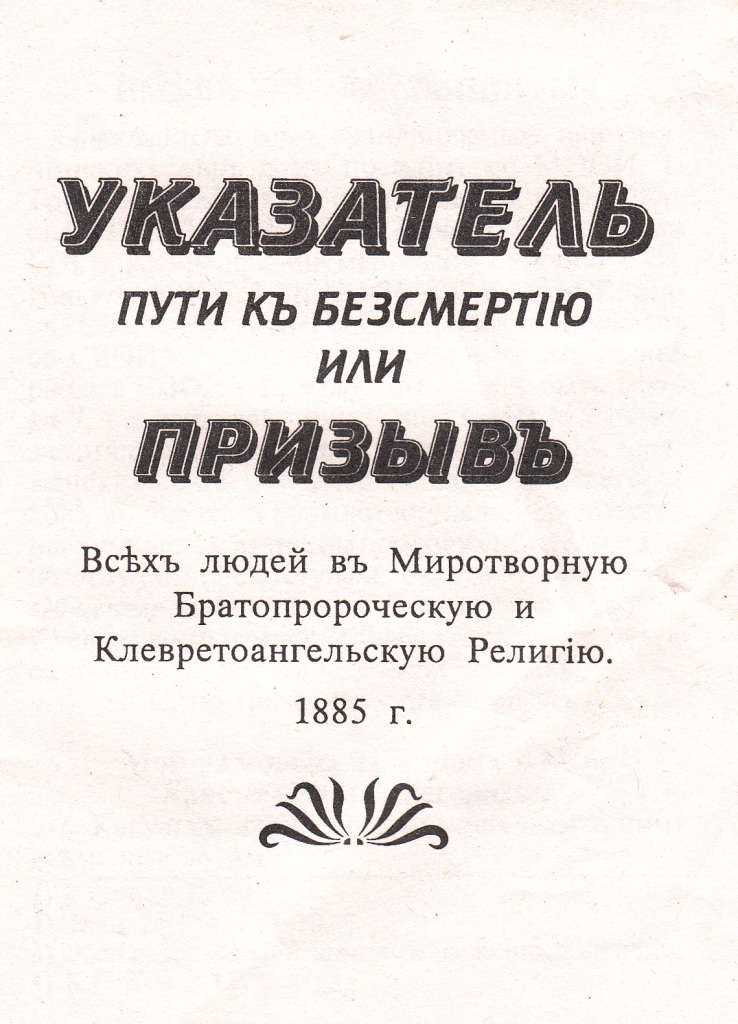 УКАЗАТЕЛЬ
ПУТИ КЪ БЕЗСМЕРТІЮ
ИЛИ
ПРИЗЫВЪ
Всѣхъ людей въ Миротворную
Братопророческую и
Клевретоангельскую Религію.
1885 г.